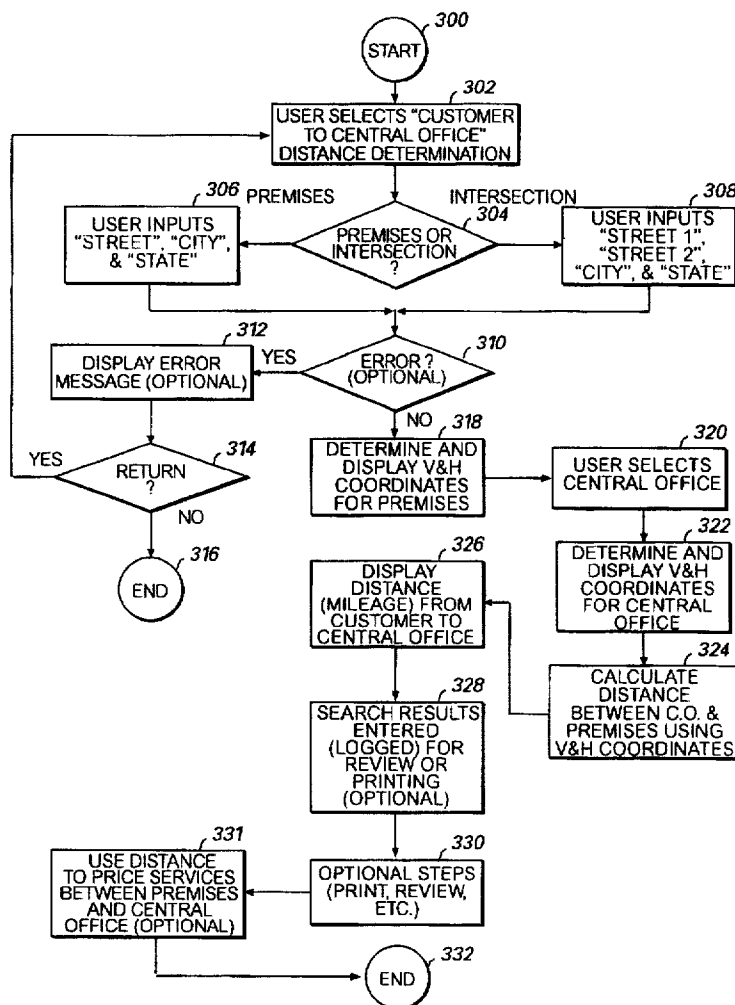 300
START
302
USER SELECTS "CUSTOMER
TO CENTRAL OFFICE"
DISTANCE DETERMINATION
306
PREMISES
INTERSECTION
308
USER INPUTS
"STREET", "CITY",
& "STATE"
304
PREMISES OR
INTERSECTION
?
USER INPUTS
"STREET 1",
"STREET 2",
"CITY", & "STATE"
312
DISPLAY ERROR
MESSAGE (OPTIONAL)
YES
310
ERROR ?
(OPTIONAL)
NO
318
DETERMINE AND
DISPLAY V&H
COORDINATES
FOR PREMISES
320
USER SELECTS
CENTRAL OFFICE
YES
314
RETURN
?
NO
316
END
322
DETERMINE AND
DISPLAY V&H
COORDINATES
FOR CENTRAL
OFFICE
326
DISPLAY
DISTANCE
(MILEAGE) FROM
CUSTOMER TO
CENTRAL OFFICE
324
CALCULATE
DISTANCE
BETWEEN C.O. &
PREMISES USING
V&H COORDINATES
328
SEARCH RESULTS
ENTERED
(LOGGED) FOR
REVIEW OR
PRINTING
(OPTIONAL)
331
USE DISTANCE
TO PRICE SERVICES
BETWEEN PREMISES
AND CENTRAL
OFFICE (OPTIONAL)
330
OPTIONAL STEPS
(PRINT, REVIEW,
ETC.)
332
END